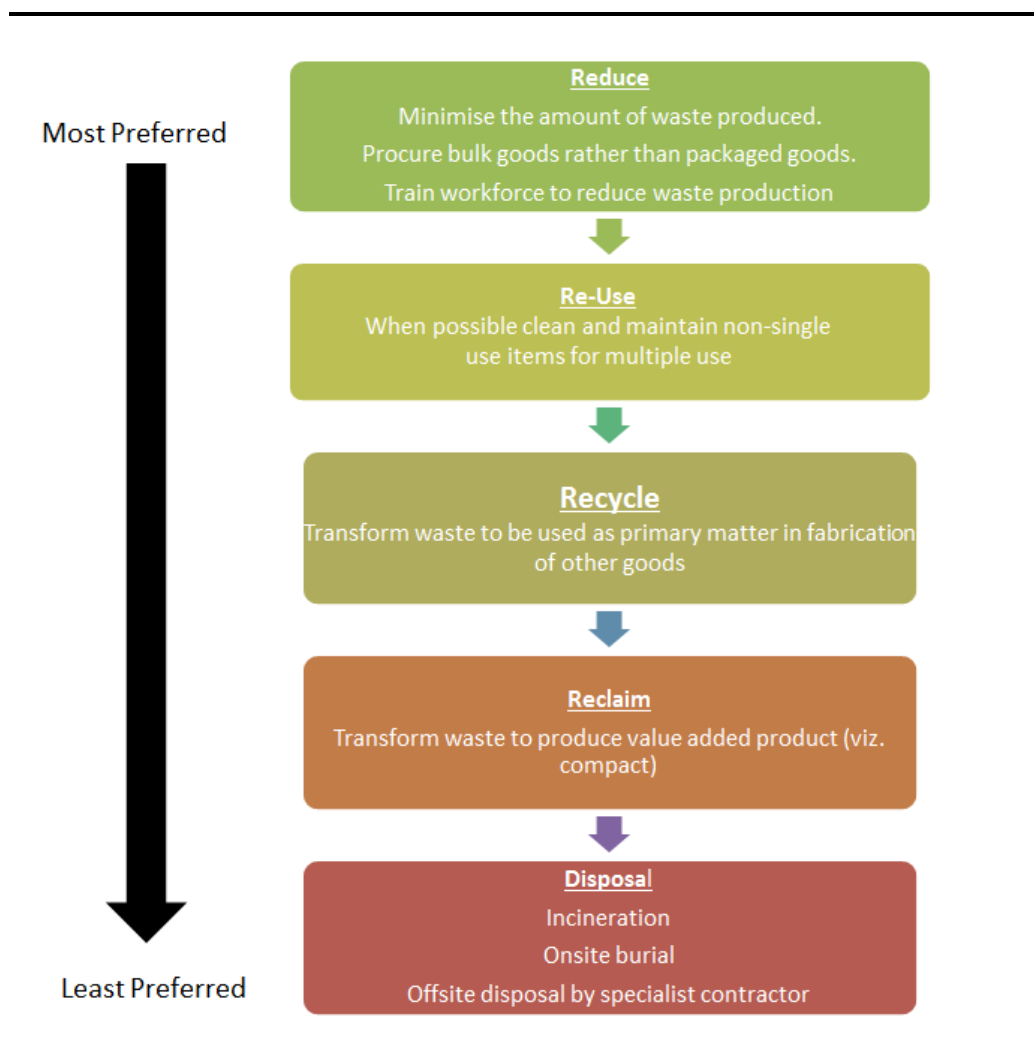 Most Preferred
Reduce
Minimise the amount of waste produced.
Procure bulk goods rather than packaged goods.
Train workforce to reduce waste production
Re-Use
When possible clean and maintain non-single
use items for multiple use
Recycle
Transform waste to be used as primary matter in fabrication
of other goods
Reclaim
Transform waste to produce value added product (viz.
compact)
Disposal
Incineration
Onsite burial
Offsite disposal by specialist contractor
Least Preferred